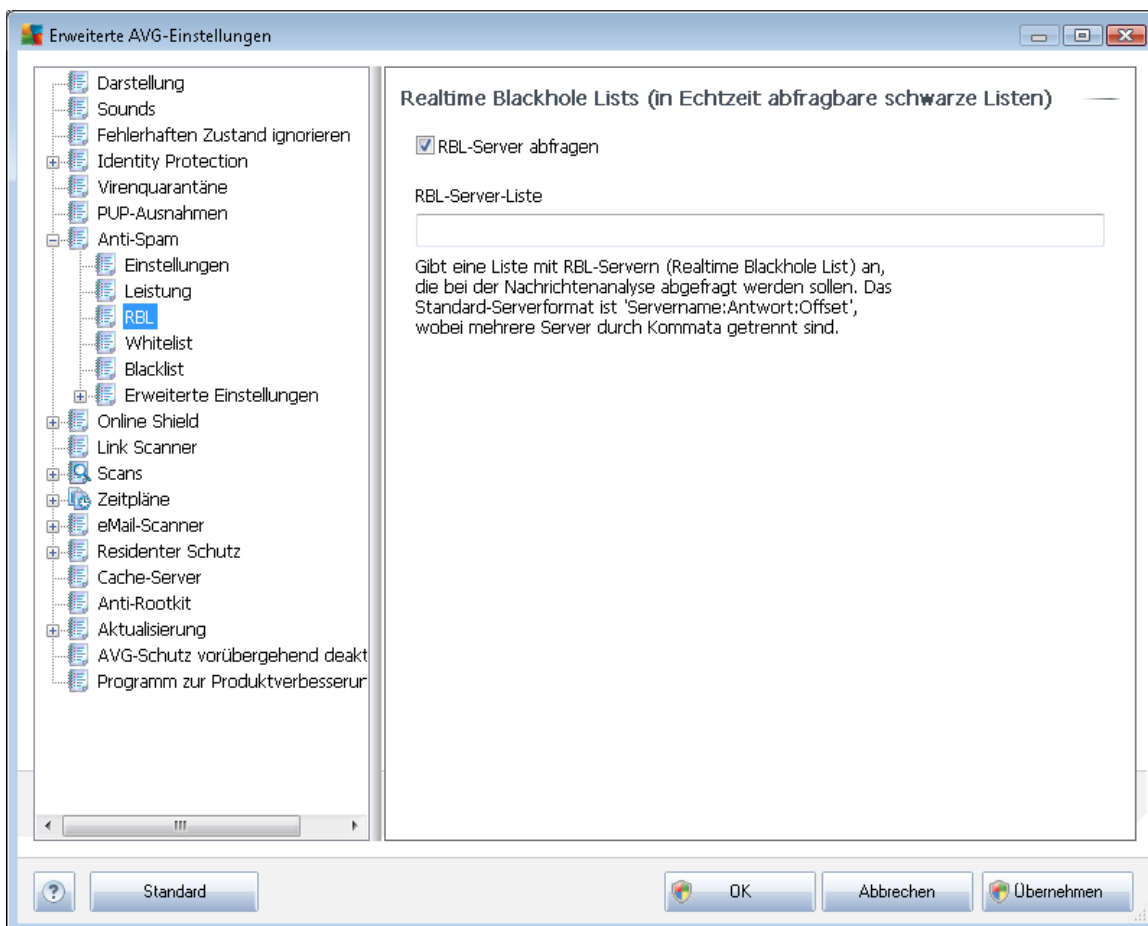 Erweiterte AVG-Einstellungen
Darstellung
Sounds
Fehlerhaften Zustand ignorieren
Identity Protection
Virenquarantäne
PUP-Ausnahmen
Anti-Spam
Einstellungen
Leistung
RBL
Whitelist
Blacklist
Erweiterte Einstellungen
Online Shield
Link Scanner
Scans
Zeitpläne
eMail-Scanner
Residenter Schutz
Cache-Server
Anti-Rootkit
Aktualisierung
AVG-Schutz vorübergehend deakt
Programm zur Produktverbesserur
Realtime Blackhole Lists (in Echtzeit abfragbare schwarze Listen)
RBL-Server abfragen
RBL-Server-Liste
Gibt eine Liste mit RBL-Servern (Realtime Blackhole List) an,
die bei der Nachrichtenanalyse abgefragt werden sollen. Das
Standard-Serverformat ist 'Servername:Antwort:Offset',
wobei mehrere Server durch Kommata getrennt sind.
?
Standard
OK
Abbrechen
Übernehmen